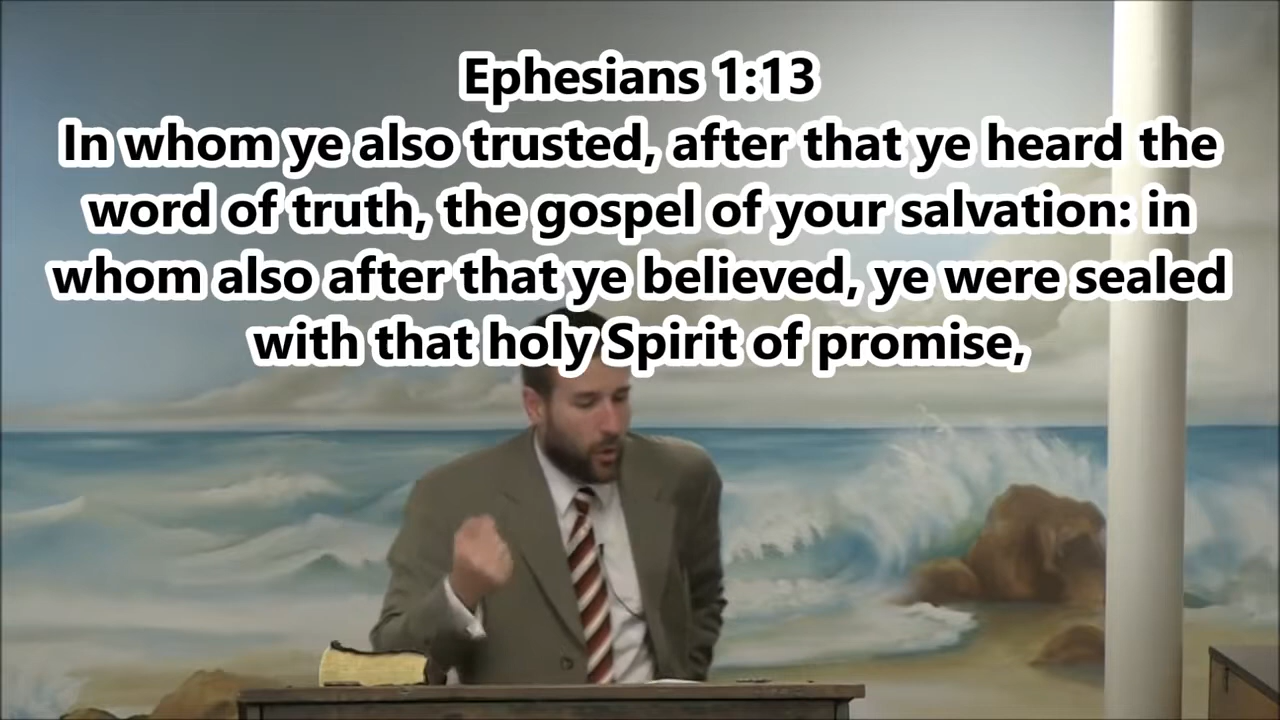 Ephesians 1:13
In whom ye also trusted, after that ye heard the
word of truth, the gospel of your salvation: in
whom also after that ye believed, ye were sealed
with that holy Spirit of promise,